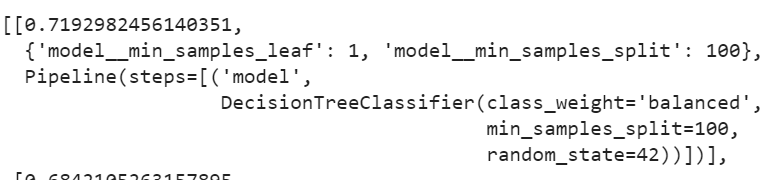 [[0.7192982456140351,
{'model__min_samples_leaf': 1, 'model__min_samples_split': 100},
Pipeline(steps=[('model',
DecisionTreeClassifier(class_weight='balanced',
min_samples_split=100,
random_state=42))])],
[0.6842105263157895,